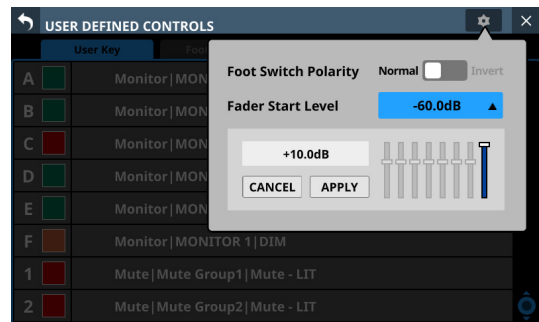 USER DEFINED CONTROLS
User Key Foot
Foot Switch Polarity Normal Invert
Fader Start Level -60.0dB
+10.0dB
CANCEL APPLY
A Monitor|MON
B Monitor|MON
C Monitor|MON
D Monitor|MON
E Monitor|MON
F Monitor|MONITOR 1|DIM
1 Mute|Mute Group1|Mute - LIT
2 Mute|Mute Group2|Mute - LIT